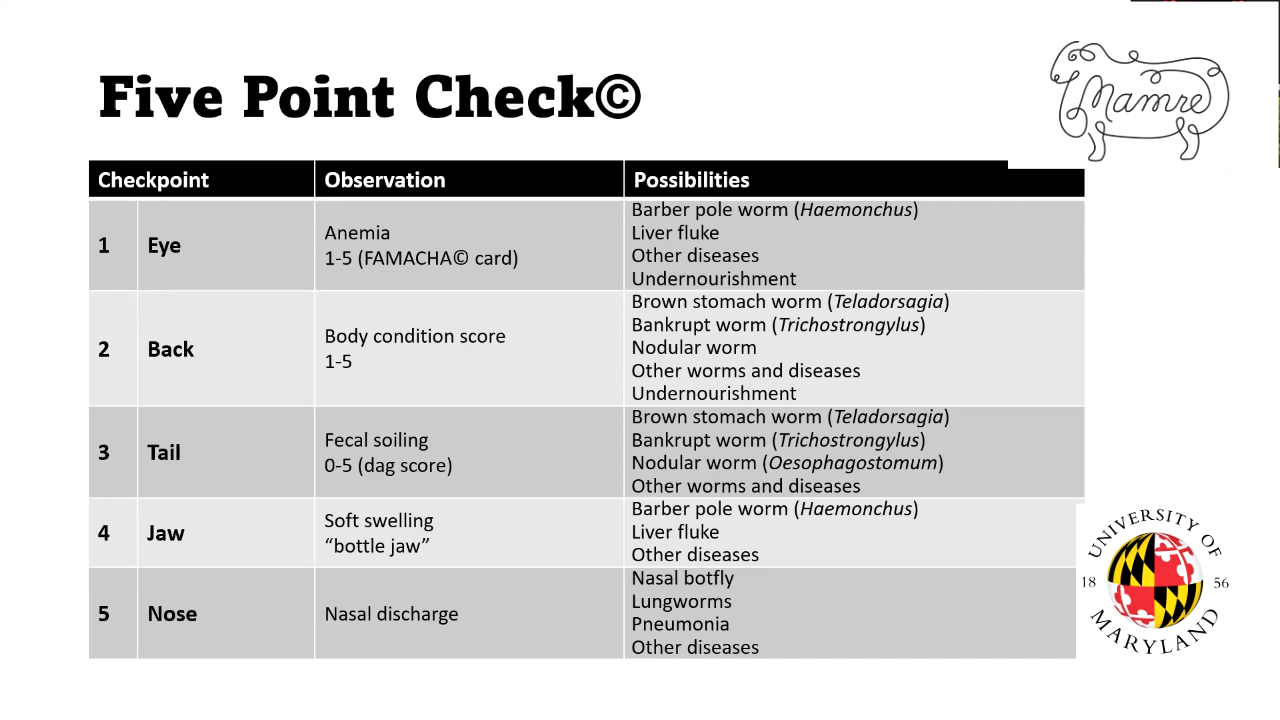 Five Point Check©
Mamre
Checkpoint Observation Possibilities
1 Eye
Anemia
1-5 (FAMACHA© card)
Barber pole worm (Haemonchus)
Liver fluke
Other diseases
Undernourishment
2 Back
Body condition score
1-5
Brown stomach worm (Teladorsagia)
Bankrupt worm (Trichostrongylus)
Nodular worm
Other worms and diseases
Undernourishment
3 Tail
Fecal soiling
0-5 (dag score)
Brown stomach worm (Teladorsagia)
Bankrupt worm (Trichostrongylus)
Nodular worm (Oesophagostomum)
Other worms and diseases
4 Jaw
Soft swelling
“bottle jaw”
Barber pole worm (Haemonchus)
Liver fluke
Other diseases
5 Nose
Nasal discharge
Nasal botfly
Lungworms
Pneumonia
Other diseases
UNIVERSITY OF
18 56
MARYLAND